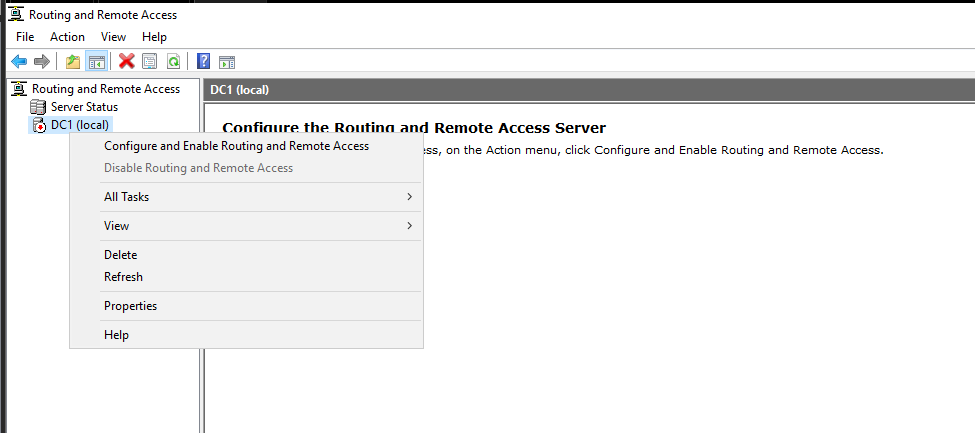 Routing and Remote Access
File Action View Help
Routing and Remote Access
Server Status
DC1 (local)
DC1 (local)
Configure the Routing and Remote Access Server
ess, on the Action menu, click Configure and Enable Routing and Remote Access.
Configure and Enable Routing and Remote Access
Disable Routing and Remote Access
All Tasks
View
Delete
Refresh
Properties
Help